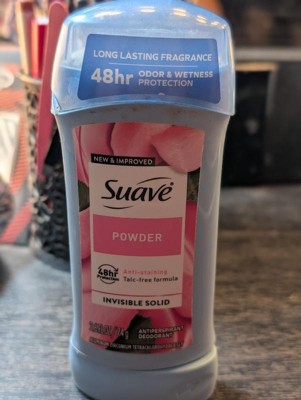 LONG LASTING FRAGRANCE
48hr ODOR & WETNESS
PROTECTION
NEW & IMPROVED
Suave
POWDER
48hr Anti-staining
Protection Talc-free formula
INVISIBLE SOLID
ANTIPERSPIRANT
DEODORANT